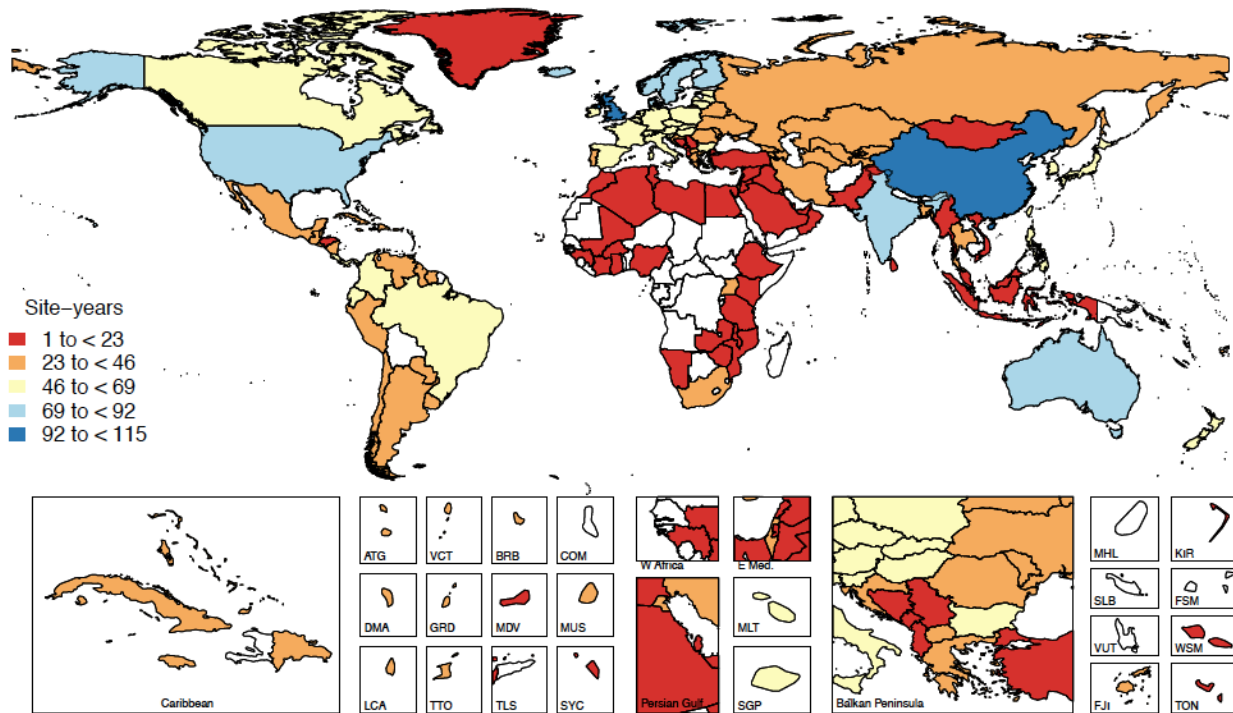 Site−years
1 to < 23
23 to < 46
46 to < 69
69 to < 92
92 to < 115
Caribbean
ATG
VCT
BRB
COM
DMA
GRD
MDV
MUS
LCA
TTO
TLS
SYC
W Africa
E Med.
Persian Gulf
MLT
SGP
Balkan Peninsula
MHL
KIR
SLB
FSM
VUT
WSM
FJI
TON